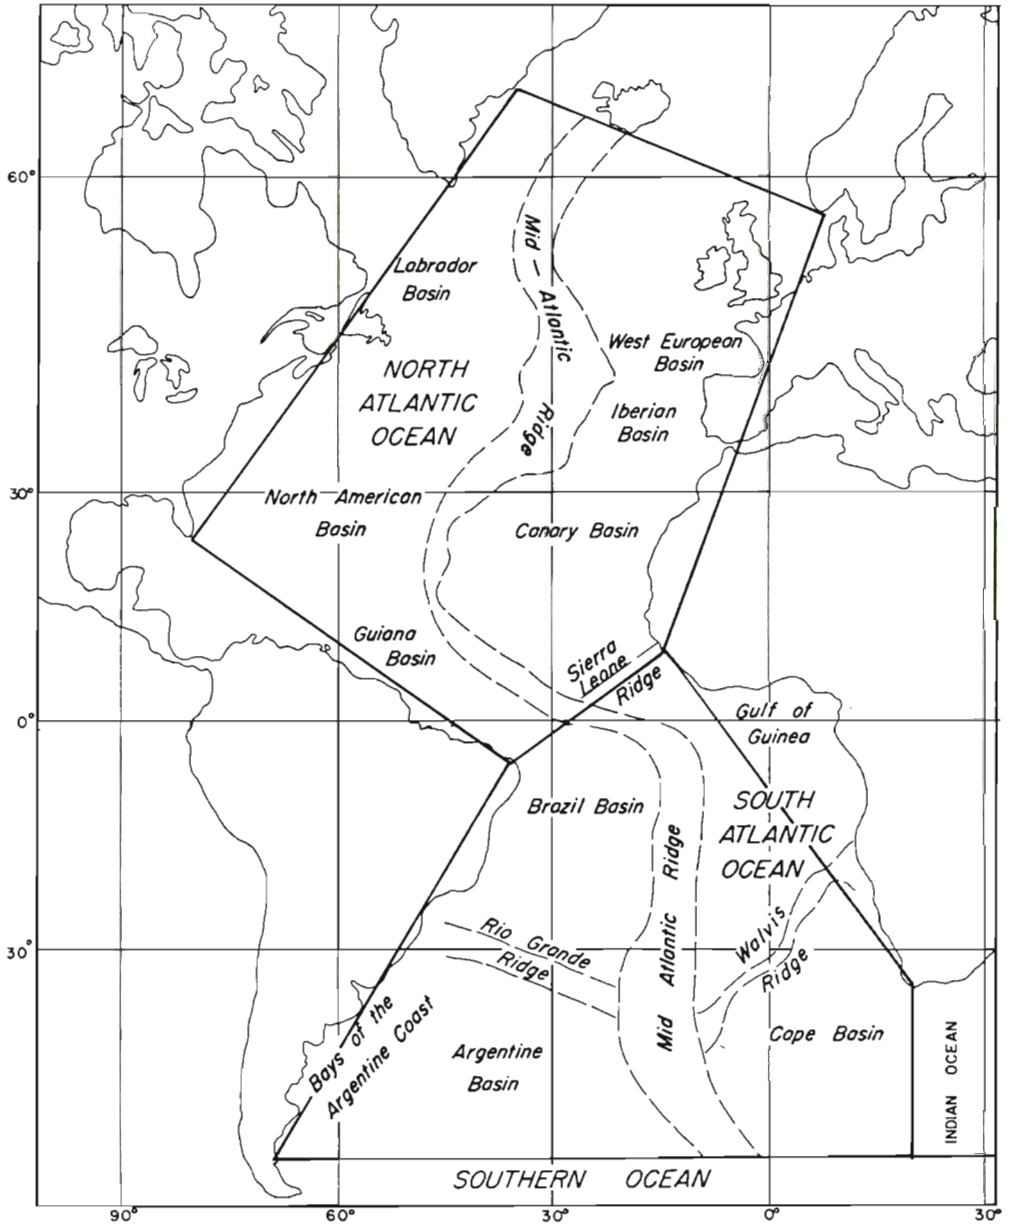 60°
Mid – Atlantic Ridge
Labrador
Basin
West European
Basin
NORTH
ATLANTIC
OCEAN
Iberian
Basin
30°
North American
Basin
Canary Basin
Guiana
Basin
Sierra
Leone
Ridge
0°
Gulf of
Guinea
Brazil Basin
SOUTH
ATLANTIC
OCEAN
Mid Atlantic Ridge
Rio Grande
Ridge
Walvis
Ridge
30°
Bays of the
Argentine Coast
Argentine
Basin
Cape Basin
INDIAN OCEAN
SOUTHERN OCEAN
90° 60° 30° 0° 30°